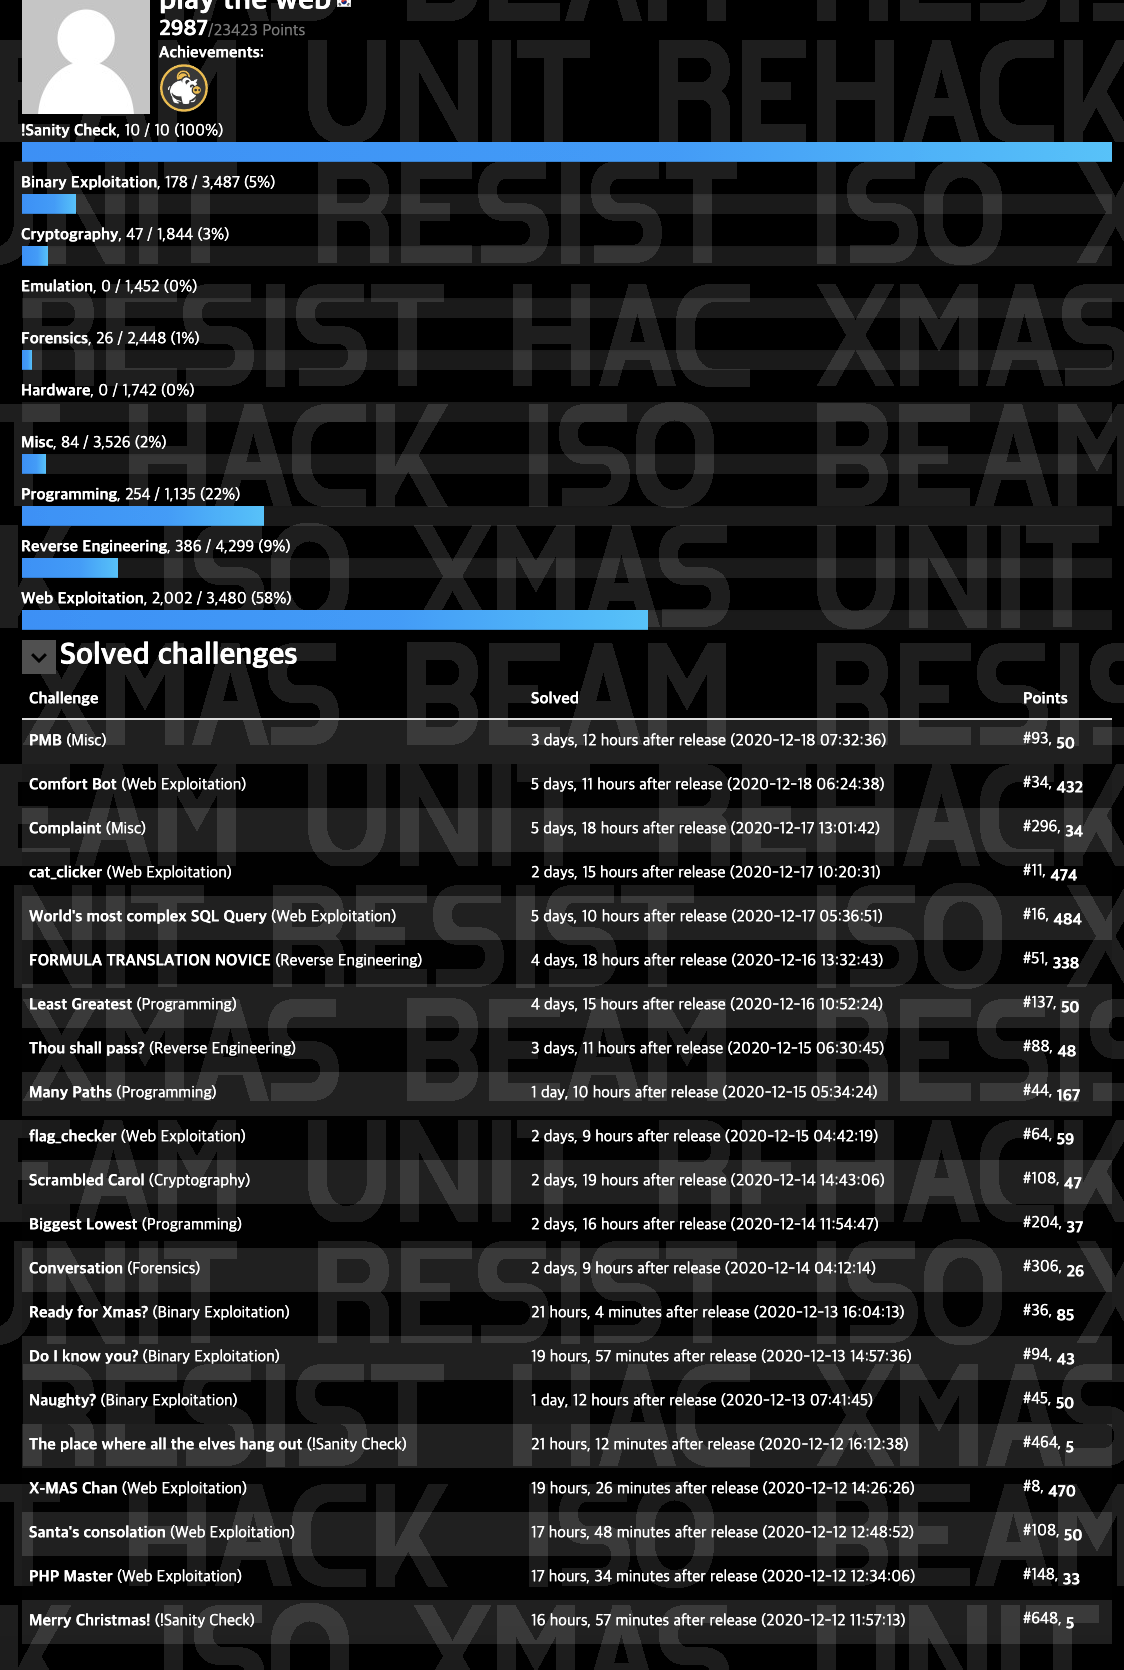 play the web
2987/23423 Points
Achievements:
!Sanity Check, 10 / 10 (100%)
Binary Exploitation, 178 / 3,487 (5%)
Cryptography, 47 / 1,844 (3%)
Emulation, 0 / 1,452 (0%)
Forensics, 26 / 2,448 (1%)
Hardware, 0 / 1,742 (0%)
Misc, 84 / 3,526 (2%)
Programming, 254 / 1,135 (22%)
Reverse Engineering, 386 / 4,299 (9%)
Web Exploitation, 2,002 / 3,480 (58%)
Solved challenges
Challenge Solved Points
PMB (Misc) 3 days, 12 hours after release (2020-12-18 07:32:36) #93, 50
Comfort Bot (Web Exploitation) 5 days, 11 hours after release (2020-12-18 06:24:38) #34, 432
Complaint (Misc) 5 days, 18 hours after release (2020-12-17 13:01:42) #296, 34
cat_clicker (Web Exploitation) 2 days, 15 hours after release (2020-12-17 10:20:31) #11, 474
World's most complex SQL Query (Web Exploitation) 5 days, 10 hours after release (2020-12-17 05:36:51) #16, 484
FORMULA TRANSLATION NOVICE (Reverse Engineering) 4 days, 18 hours after release (2020-12-16 13:32:43) #51, 338
Least Greatest (Programming) 4 days, 15 hours after release (2020-12-16 10:52:24) #137, 50
Thou shall pass? (Reverse Engineering) 3 days, 11 hours after release (2020-12-15 06:30:45) #88, 48
Many Paths (Programming) 1 day, 10 hours after release (2020-12-15 05:34:24) #44, 167
flag_checker (Web Exploitation) 2 days, 9 hours after release (2020-12-15 04:42:19) #64, 59
Scrambled Carol (Cryptography) 2 days, 19 hours after release (2020-12-14 14:43:06) #108, 47
Biggest Lowest (Programming) 2 days, 16 hours after release (2020-12-14 11:54:47) #204, 37
Conversation (Forensics) 2 days, 9 hours after release (2020-12-14 04:12:14) #306, 26
Ready for Xmas? (Binary Exploitation) 21 hours, 4 minutes after release (2020-12-13 16:04:13) #36, 85
Do I know you? (Binary Exploitation) 19 hours, 57 minutes after release (2020-12-13 14:57:36) #94, 43
Naughty? (Binary Exploitation) 1 day, 12 hours after release (2020-12-13 07:41:45) #45, 50
The place where all the elves hang out (!Sanity Check) 21 hours, 12 minutes after release (2020-12-12 16:12:38) #464, 5
X-MAS Chan (Web Exploitation) 19 hours, 26 minutes after release (2020-12-12 14:26:26) #8, 470
Santa's consolation (Web Exploitation) 17 hours, 48 minutes after release (2020-12-12 12:48:52) #108, 50
PHP Master (Web Exploitation) 17 hours, 34 minutes after release (2020-12-12 12:34:06) #148, 33
Merry Christmas! (!Sanity Check) 16 hours, 57 minutes after release (2020-12-12 11:57:13) #648, 5